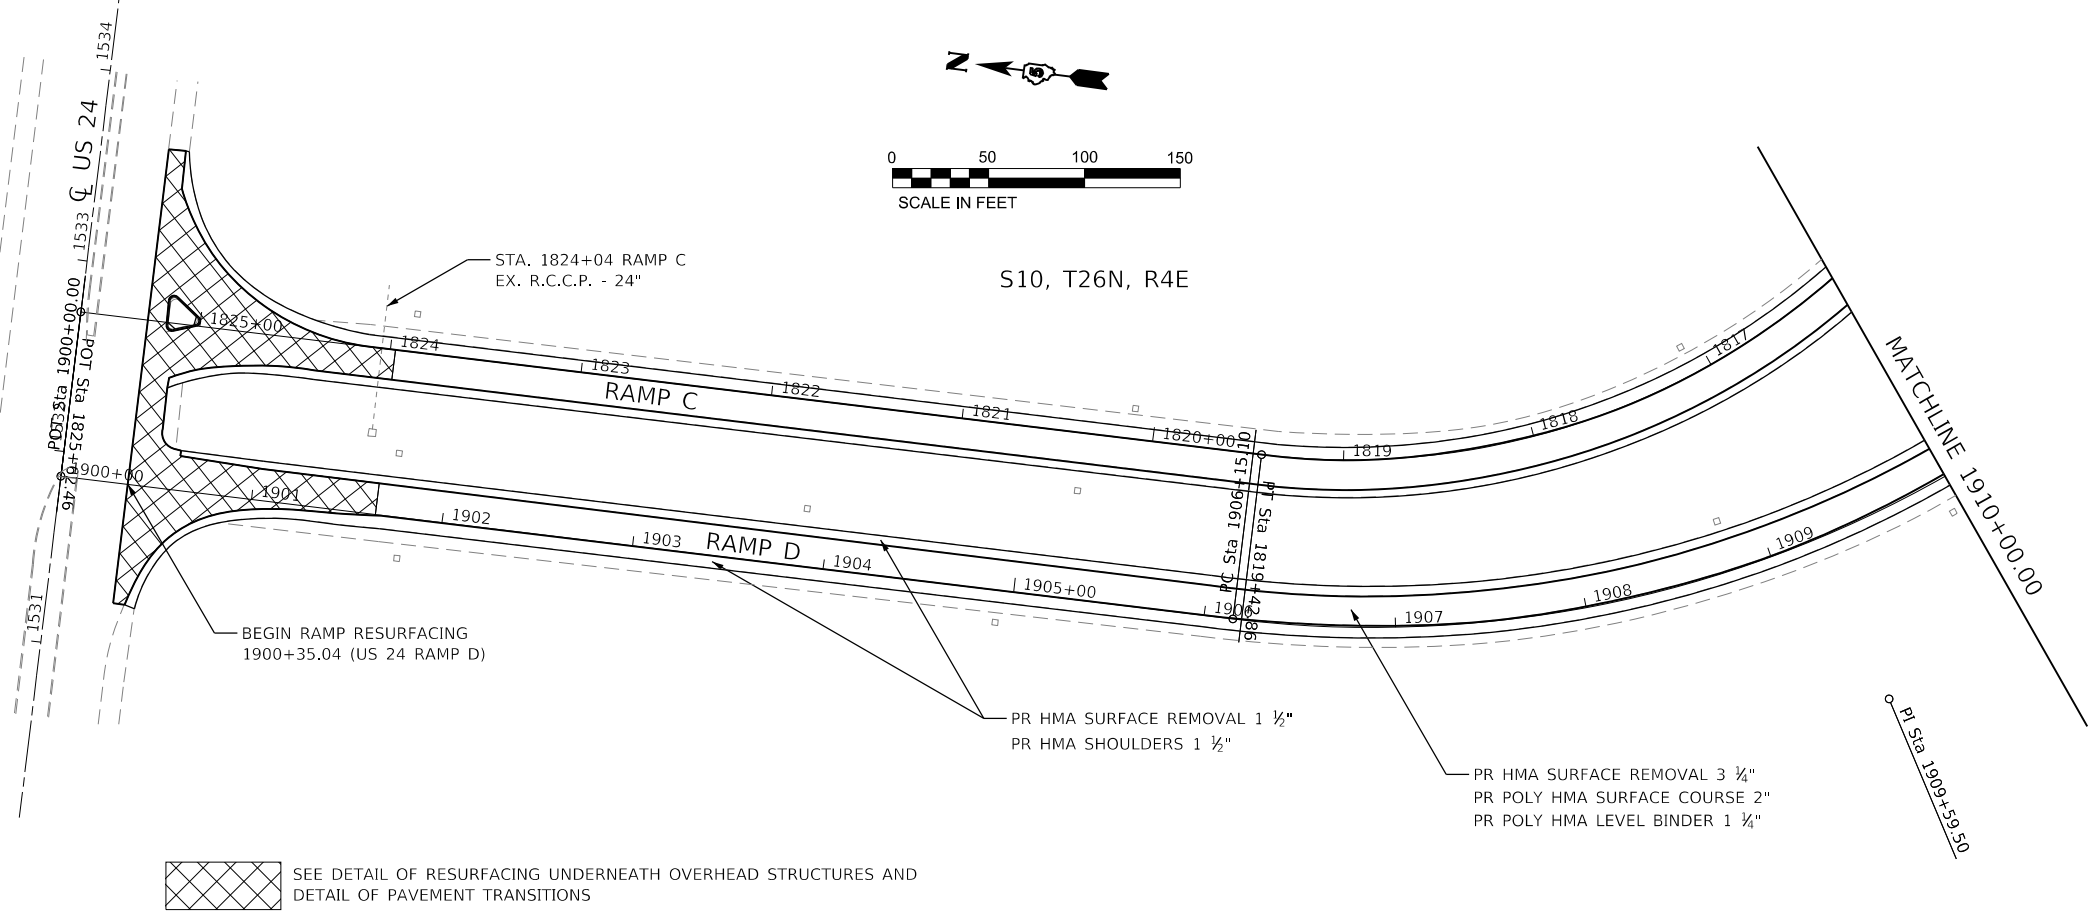 1534
US 24
1533
N
5
0 50 100 150
SCALE IN FEET
STA. 1824+04 RAMP C
EX. R.C.C.P. - 24"
S10, T26N, R4E
POT Sta 1900+00.00
POT Sta 1825+92.46
1825+00
1824
1823
1822
1821
1820+00
1819
1818
1817
RAMP C
MATCHLINE 1910+00.00
1900+00
1901
1902
1903
1904
1905+00
1906
1907
1908
1909
RAMP D
PC Sta 1906+15.10
PT Sta 1819+42.86
1531
BEGIN RAMP RESURFACING
1900+35.04 (US 24 RAMP D)
PR HMA SURFACE REMOVAL 1 ½"
PR HMA SHOULDERS 1 ½"
PR HMA SURFACE REMOVAL 3 ¼"
PR POLY HMA SURFACE COURSE 2"
PR POLY HMA LEVEL BINDER 1 ¼"
PI Sta 1909+59.50
SEE DETAIL OF RESURFACING UNDERNEATH OVERHEAD STRUCTURES AND
DETAIL OF PAVEMENT TRANSITIONS